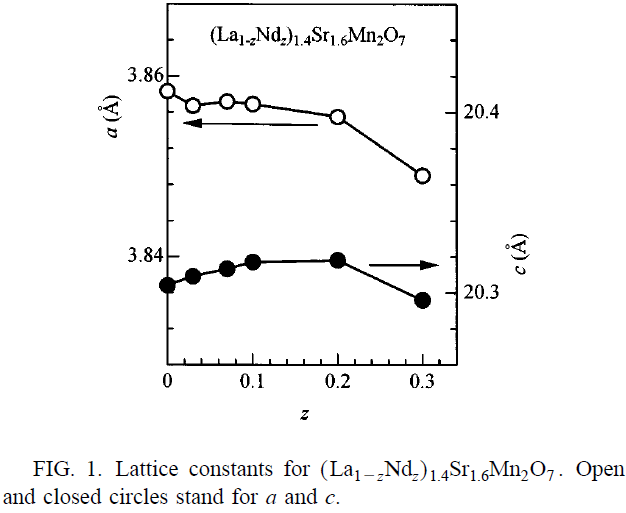 (La1-zNdz)1.4Sr1.6Mn2O7
3.86
3.84
a (Å)
20.4
20.3
c (Å)
0 0.1 0.2 0.3
z
FIG. 1. Lattice constants for (La1−zNdz)1.4Sr1.6Mn2O7. Open
and closed circles stand for a and c.